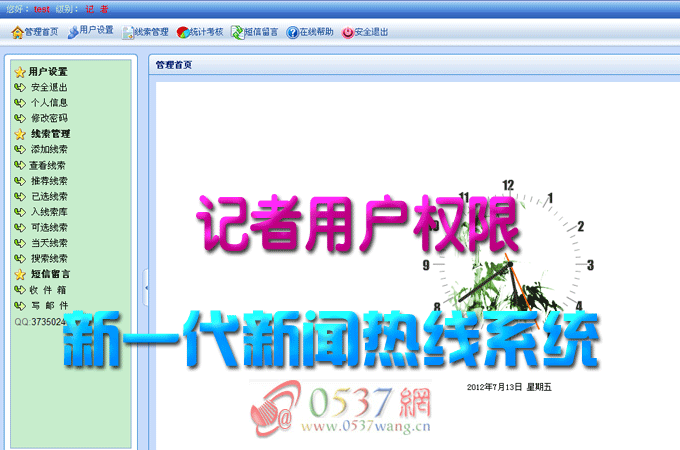 您好: test 级别: 记 者
管理首页 用户设置 线索管理 统计考核 短信留言 在线帮助 安全退出
用户设置
安全退出
个人信息
修改密码
线索管理
添加线索
查看线索
推荐线索
已选线索
入线索库
可选线索
当天线索
搜索线索
短信留言
收 件 箱
写 邮 件
QQ:3735024
管理首页
12
11
1
2
9
3
8
4
记者用户权限
新一代新闻热线系统
2012年7月13日 星期五
0537網
www.0537wang.cn